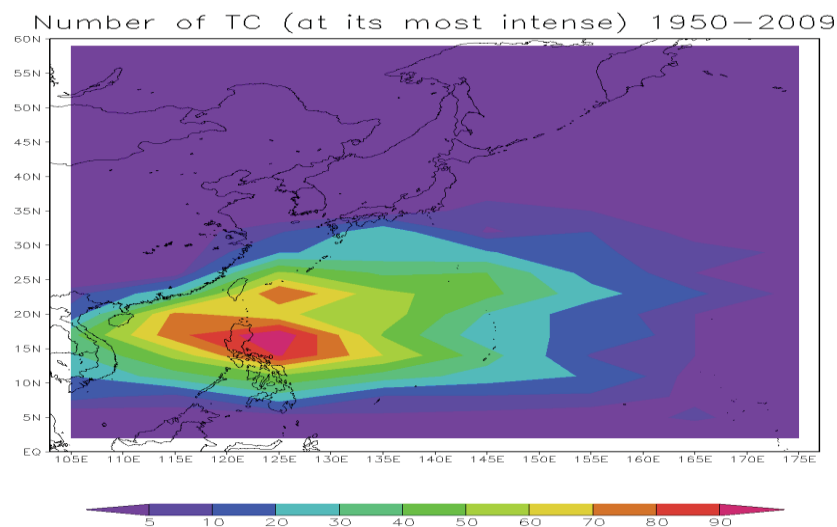 Number of TC (at its most intense) 1950-2009
60N
55N
50N
45N
40N
35N
30N
25N
20N
15N
10N
5N
EQ
105E 110E 115E 120E 125E 130E 135E 140E 145E 150E 155E 160E 165E 170E 175E
5 10 20 30 40 50 60 70 80 90